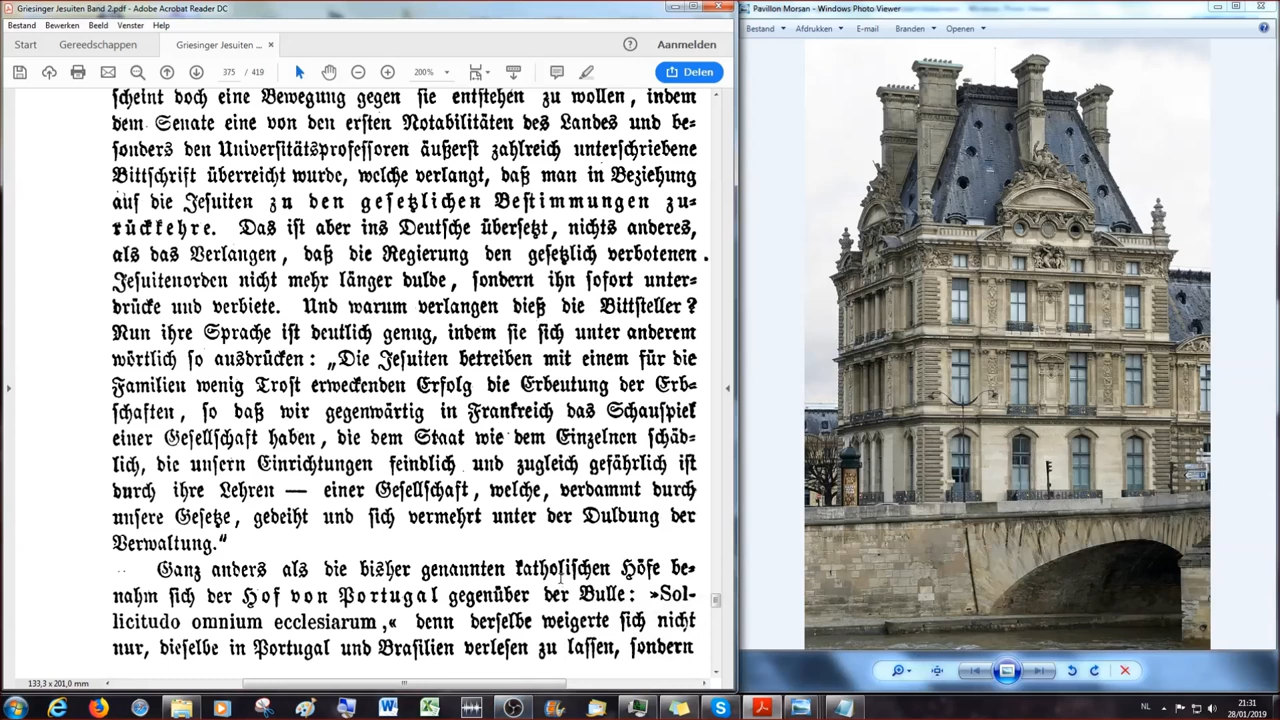 Griesinger Jesuiten Band 2.pdf - Adobe Acrobat Reader DC
Bestand Bewerken Beeld Venster Help
Start Gereedschappen Griesinger Jesuiten ... × Aanmelden
375 / 419 200% Delen
ſcheint doch eine Bewegung gegen ſie entſtehen zu wollen, indem
dem Senate eine von den erſten Notabilitäten des Landes und be-
ſonders den Univerſitätsprofeſſoren äußerſt zahlreich unterſchriebene
Bittſchrift überreicht wurde, welche verlangt, daß man in Beziehung
auf die Jeſuiten zu den geſetzlichen Beſtimmungen zu-
rückkehre. Das iſt aber ins Deutſche überſetzt, nichts anderes,
als das Verlangen, daß die Regierung den geſetzlich verbotenen
Jeſuitenorden nicht mehr länger dulde, ſondern ihn ſofort unter-
drücke und verbiete. Und warum verlangen dieß die Bittſteller?
Nun ihre Sprache iſt deutlich genug, indem ſie ſich unter anderem
wörtlich ſo ausdrücken: „Die Jeſuiten betreiben mit einem für die
Familien wenig Troſt erweckenden Erfolg die Erbeutung der Erb-
ſchaften, ſo daß wir gegenwärtig in Frankreich das Schauſpiel
einer Geſellſchaft haben, die dem Staat wie dem Einzelnen ſchäd-
lich, die unſern Einrichtungen feindlich und zugleich gefährlich iſt
durch ihre Lehren — einer Geſellſchaft, welche, verdammt durch
unſere Geſetze, gedeiht und ſich vermehrt unter der Duldung der
Verwaltung.“
Ganz anders als die bisher genannten katholiſchen Höfe be-
nahm ſich der Hof von Portugal gegenüber der Bulle: »Sol-
licitudo omnium ecclesiarum,« denn derſelbe weigerte ſich nicht
nur, dieſelbe in Portugal und Braſilien verleſen zu laſſen, ſondern
133,3 x 201,0 mm
Pavillon Morsan - Windows Photo Viewer
Bestand Afdrukken E-mail Branden Openen
NL 21:31
28/01/2019